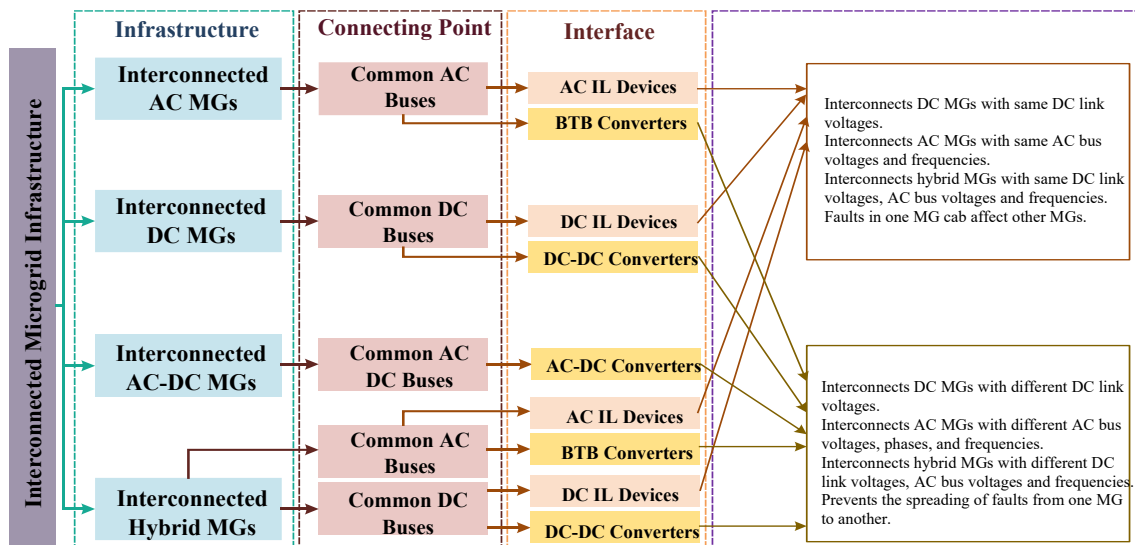 Interconnected Microgrid Infrastructure
Infrastructure
Connecting Point
Interface
Interconnected
AC MGs
Common AC
Buses
AC IL Devices
BTB Converters
Interconnected
DC MGs
Common DC
Buses
DC IL Devices
DC-DC Converters
Interconnected
AC-DC MGs
Common AC
DC Buses
AC-DC Converters
Interconnected
Hybrid MGs
Common AC
Buses
AC IL Devices
BTB Converters
Common DC
Buses
DC IL Devices
DC-DC Converters
Interconnects DC MGs with same DC link
voltages.
Interconnects AC MGs with same AC bus
voltages and frequencies.
Interconnects hybrid MGs with same DC link
voltages, AC bus voltages and frequencies.
Faults in one MG cab affect other MGs.
Interconnects DC MGs with different DC link
voltages.
Interconnects AC MGs with different AC bus
voltages, phases, and frequencies.
Interconnects hybrid MGs with different DC
link voltages, AC bus voltages and frequencies.
Prevents the spreading of faults from one MG
to another.